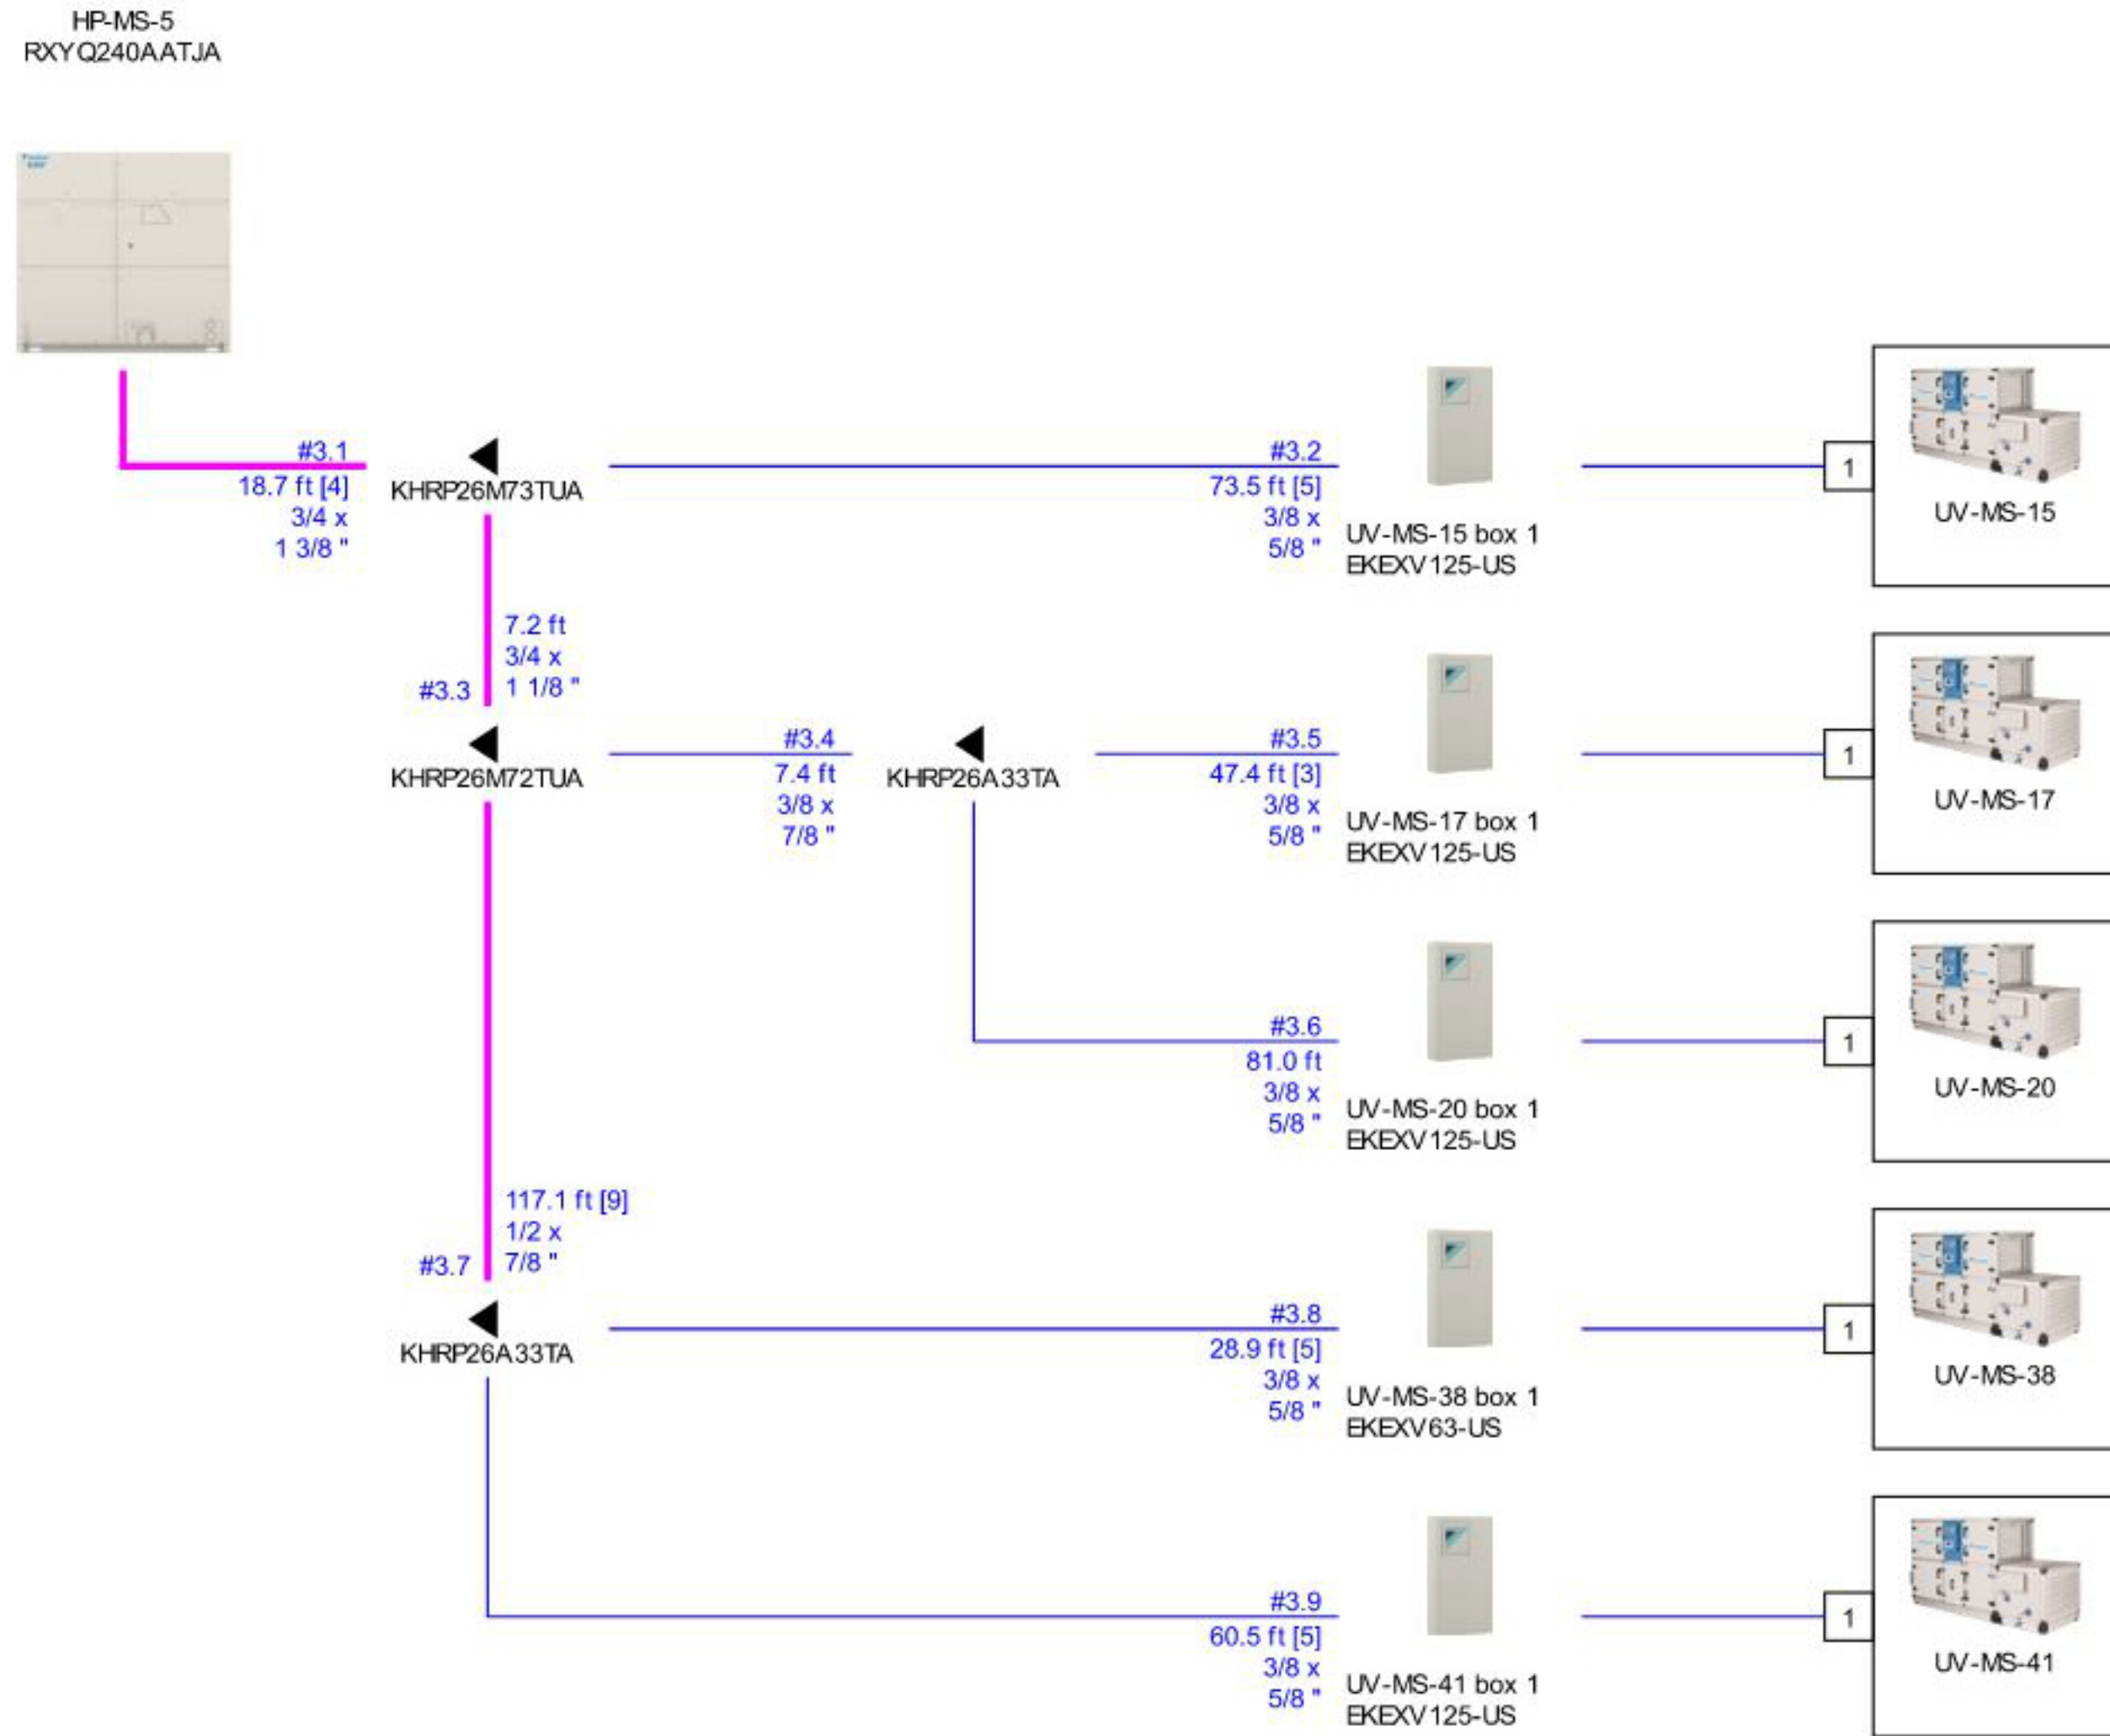 HP-MS-5
RXYQ240AATJA
#3.1
18.7 ft [4]
3/4 x
1 3/8 "
KHRP26M73TUA
#3.2
73.5 ft [5]
3/8 x
5/8 "
UV-MS-15 box 1
EKEXV125-US
1
UV-MS-15
7.2 ft
3/4 x
1 1/8 "
#3.3
KHRP26M72TUA
#3.4
7.4 ft
3/8 x
7/8 "
KHRP26A33TA
#3.5
47.4 ft [3]
3/8 x
5/8 "
UV-MS-17 box 1
EKEXV125-US
1
UV-MS-17
#3.6
81.0 ft
3/8 x
5/8 "
UV-MS-20 box 1
EKEXV125-US
1
UV-MS-20
117.1 ft [9]
1/2 x
7/8 "
#3.7
KHRP26A33TA
#3.8
28.9 ft [5]
3/8 x
5/8 "
UV-MS-38 box 1
EKEXV63-US
1
UV-MS-38
#3.9
60.5 ft [5]
3/8 x
5/8 "
UV-MS-41 box 1
EKEXV125-US
1
UV-MS-41